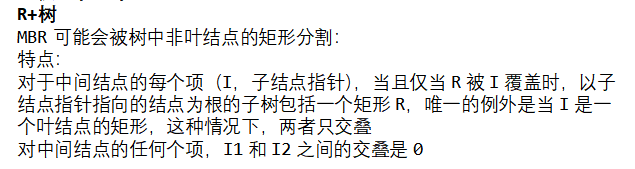 R+树
MBR 可能会被树中非叶结点的矩形分割：
特点：
对于中间结点的每个项（I，子结点指针），当且仅当 R 被 I 覆盖时，以子
结点指针指向的结点为根的子树包括一个矩形 R，唯一的例外是当 I 是一
个叶结点的矩形，这种情况下，两者只交叠
对中间结点的任何个项，I1 和 I2 之间的交叠是 0